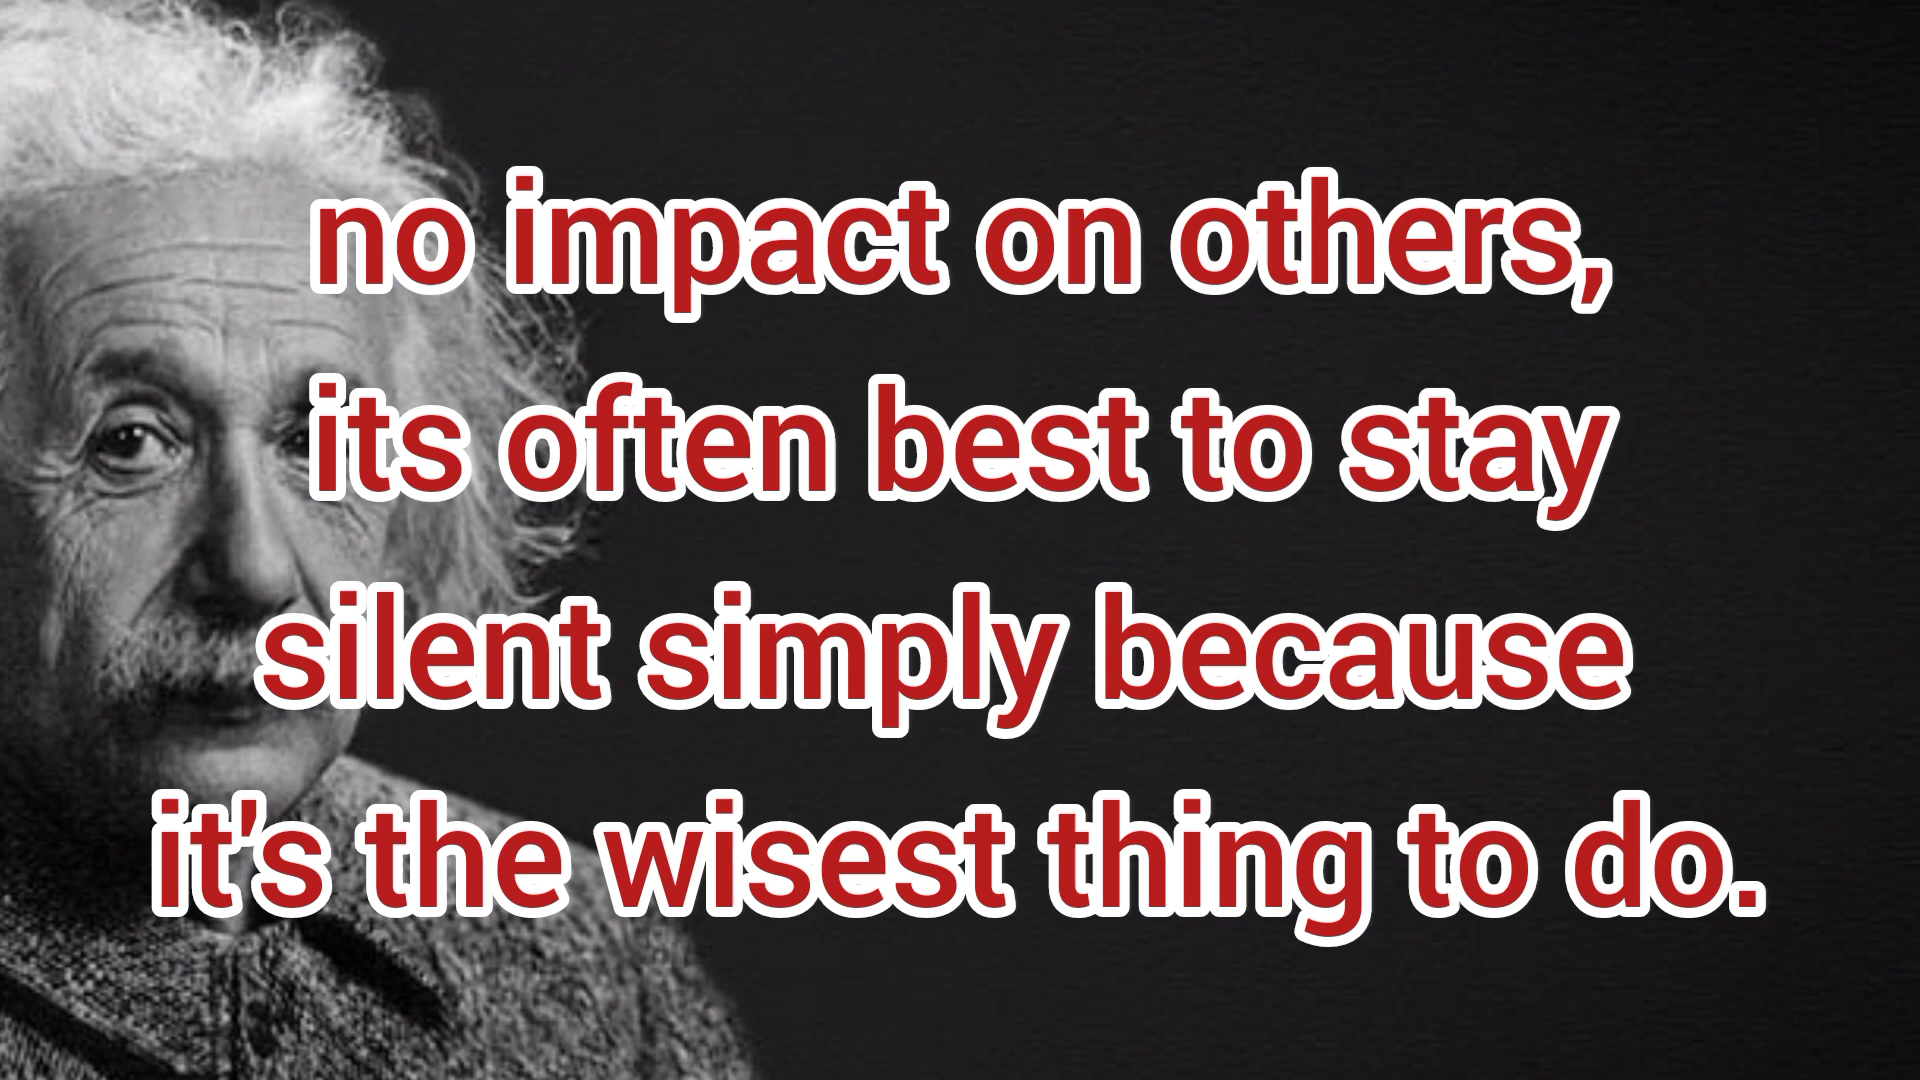 no impact on others,
its often best to stay
silent simply because
it's the wisest thing to do.